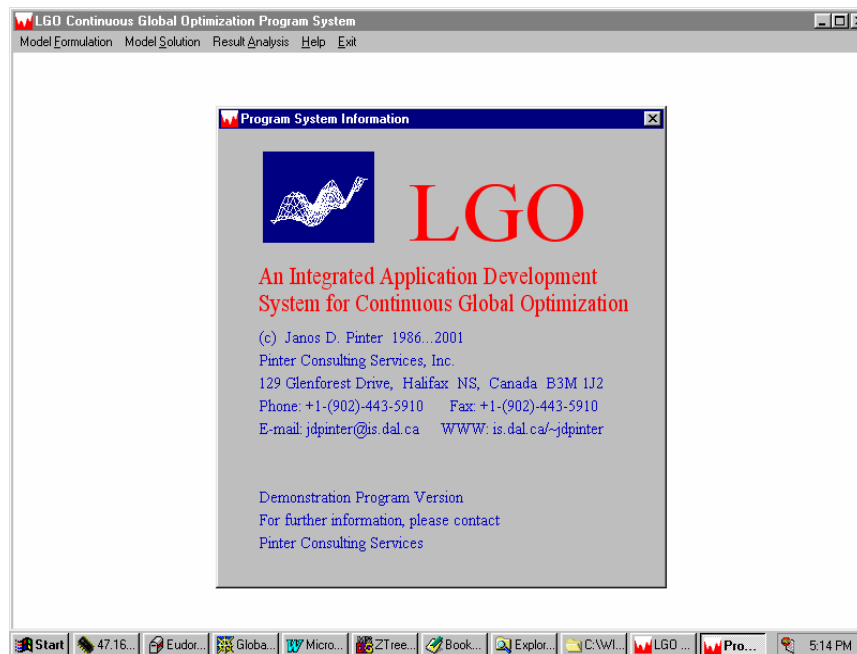 LGO Continuous Global Optimization Program System
Model Formulation Model Solution Result Analysis Help Exit
Program System Information
LGO
An Integrated Application Development
System for Continuous Global Optimization
(c) Janos D. Pinter 1986...2001
Pinter Consulting Services, Inc.
129 Glenforest Drive, Halifax NS, Canada B3M 1J2
Phone: +1-(902)-443-5910 Fax: +1-(902)-443-5910
E-mail: jdpinter@is.dal.ca WWW: is.dal.ca/~jdpinter
Demonstration Program Version
For further information, please contact
Pinter Consulting Services
Start 47.16... Eudor... Globa... Micro... ZTree... Book... Explor... C:\WI... LGO ... Pro... 5:14 PM